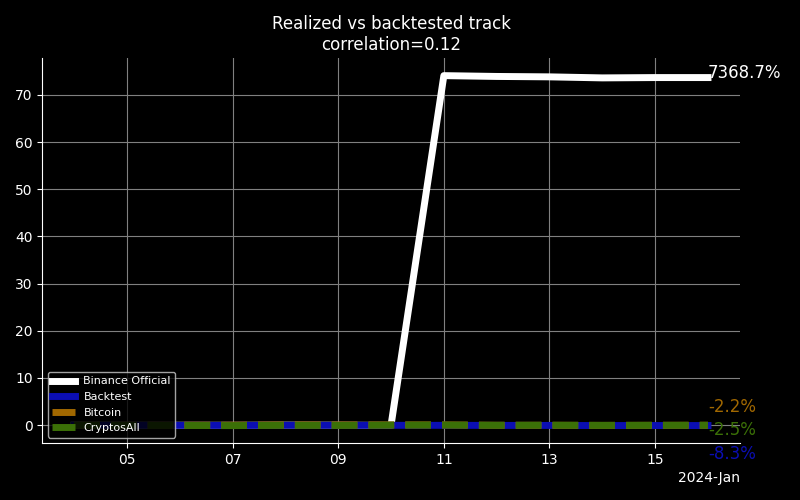 Realized vs backtested track
correlation=0.12
7368.7%
70
60
50
40
30
20
10
0
Binance Official
Backtest
Bitcoin
CryptosAll
-2.2%
-2.5%
-8.3%
05
07
09
11
13
15
2024-Jan